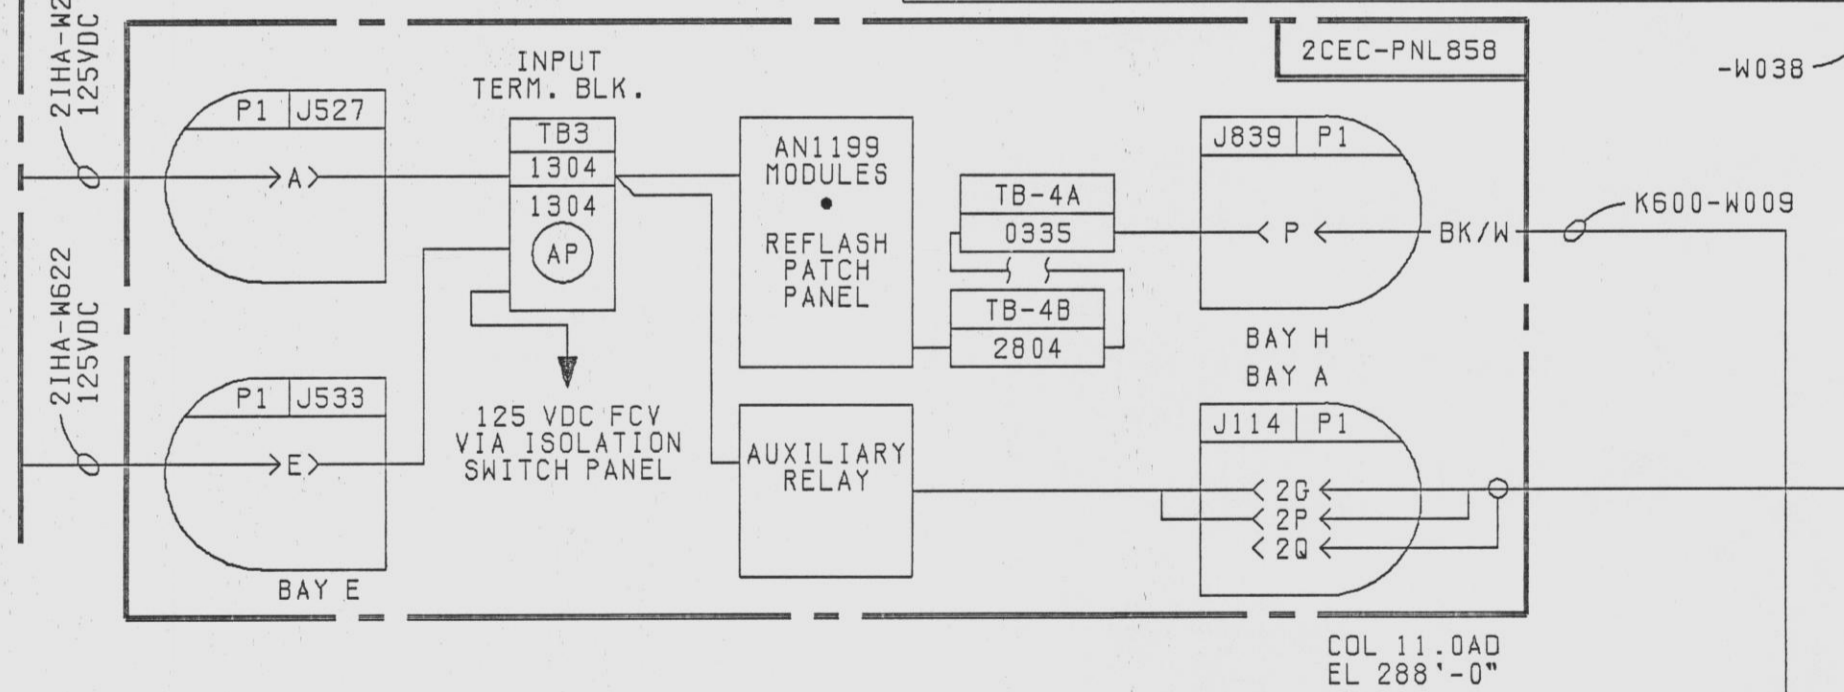 2IHA-W2
125VDC
2CEC-PNL858
-W038
INPUT
TERM. BLK.
P1 J527
A
TB3
1304
1304
AP
AN1199
MODULES
REFLASH
PATCH
PANEL
TB-4A
0335
TB-4B
2804
J839 P1
P
BK/W
K600-W009
BAY H
BAY A
2IHA-W622
125VDC
P1 J533
E
BAY E
125 VDC FCV
VIA ISOLATION
SWITCH PANEL
AUXILIARY
RELAY
J114 P1
2G
2P
2Q
COL 11.0AD
EL 288'-0"